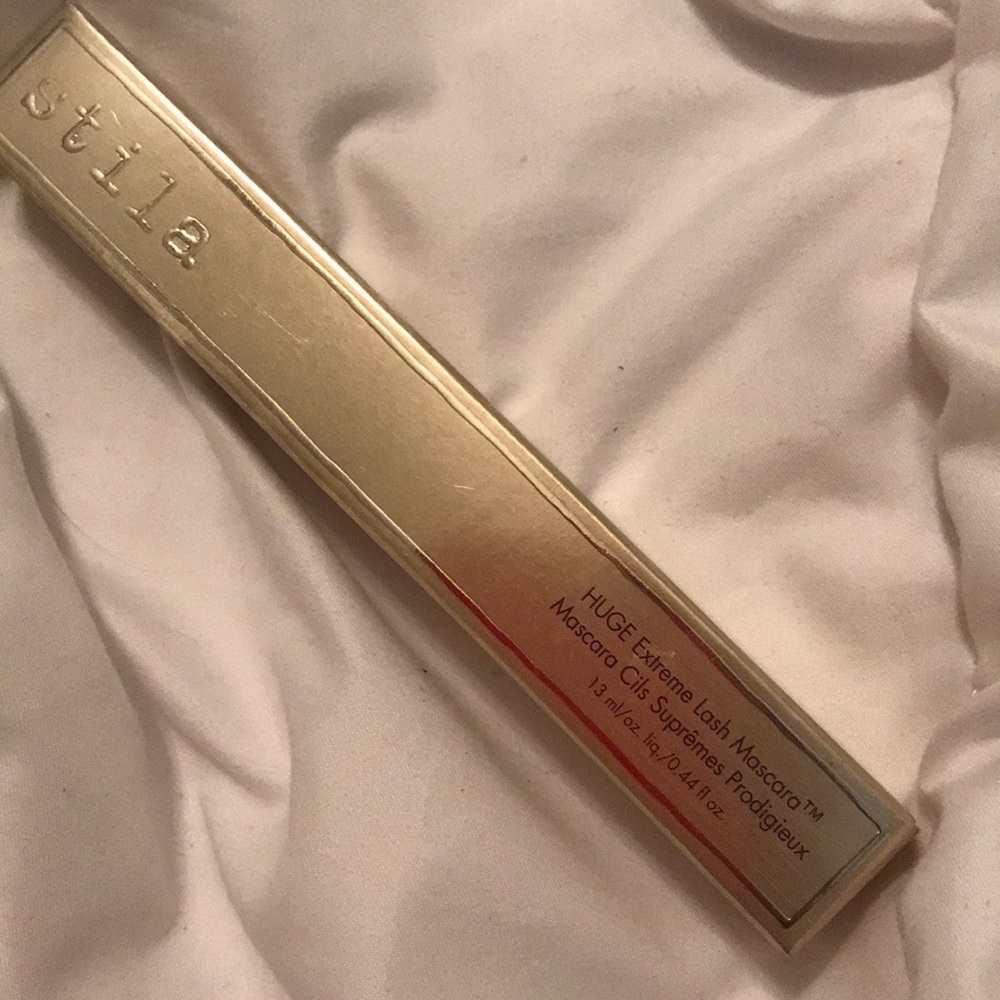 stila
HUGE Extreme Lash Mascara™
Mascara Cils Suprêmes Prodigieux
13 ml/oz. liq./0.44 fl oz.